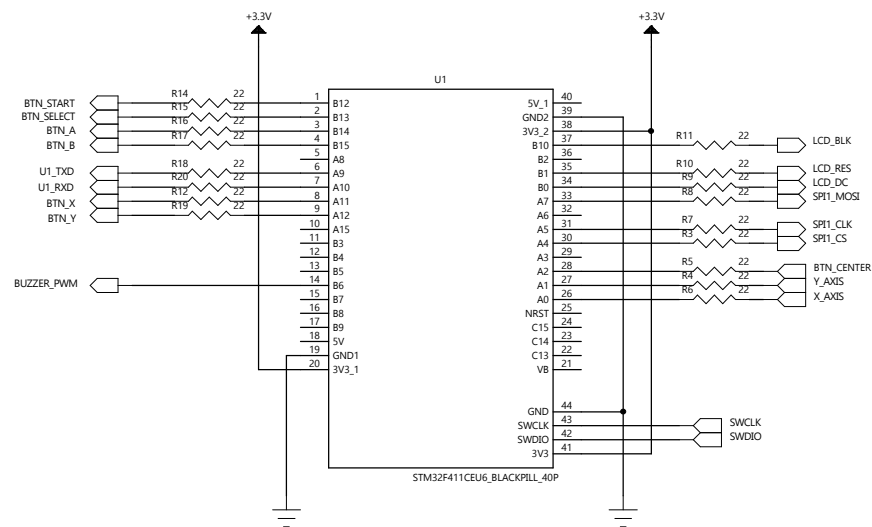 +3.3V +3.3V
U1
BTN_START R14 22 1 B12 5V_1 40
BTN_SELECT R15 22 2 B13 GND2 39
BTN_A R16 22 3 B14 3V3_2 38
BTN_B R17 22 4 B15 B10 37 R11 22 LCD_BLK
5 A8 B2 36
U1_TXD R18 22 6 A9 B1 35 R10 22 LCD_RES
U1_RXD R20 22 7 A10 B0 34 R9 22 LCD_DC
BTN_X R12 22 8 A11 A7 33 R8 22 SPI1_MOSI
BTN_Y R19 22 9 A12 A6 32
10 A15 A5 31 R7 22 SPI1_CLK
11 B3 A4 30 R3 22 SPI1_CS
12 B4 A3 29
13 B5 A2 28 R5 22 BTN_CENTER
BUZZER_PWM 14 B6 A1 27 R4 22 Y_AXIS
15 B7 A0 26 R6 22 X_AXIS
16 B8 NRST 25
17 B9 C15 24
18 5V C14 23
19 GND1 C13 22
20 3V3_1 VB 21
GND 44
SWCLK 43 SWCLK
SWDIO 42 SWDIO
3V3 41
STM32F411CEU6_BLACKPILL_40P